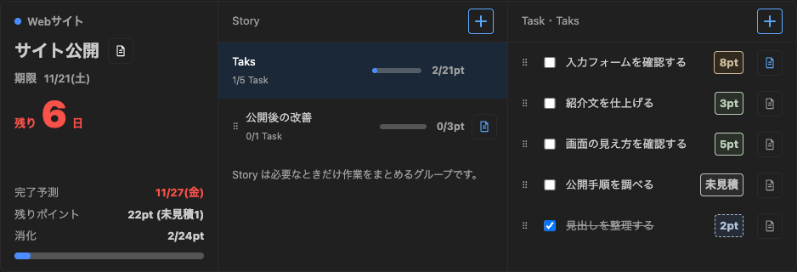 Webサイト
サイト公開
期限 11/21(土)
残り 6 日
完了予測 11/27(金)
残りポイント 22pt (未見積1)
消化 2/24pt
Story
Taks
1/5 Task
2/21pt
公開後の改善
0/1 Task
0/3pt
Story は必要なときだけ作業をまとめるグループです。
Task・Taks
入力フォームを確認する 8pt
紹介文を仕上げる 3pt
画面の見え方を確認する 5pt
公開手順を調べる 未見積
見出しを整理する 2pt